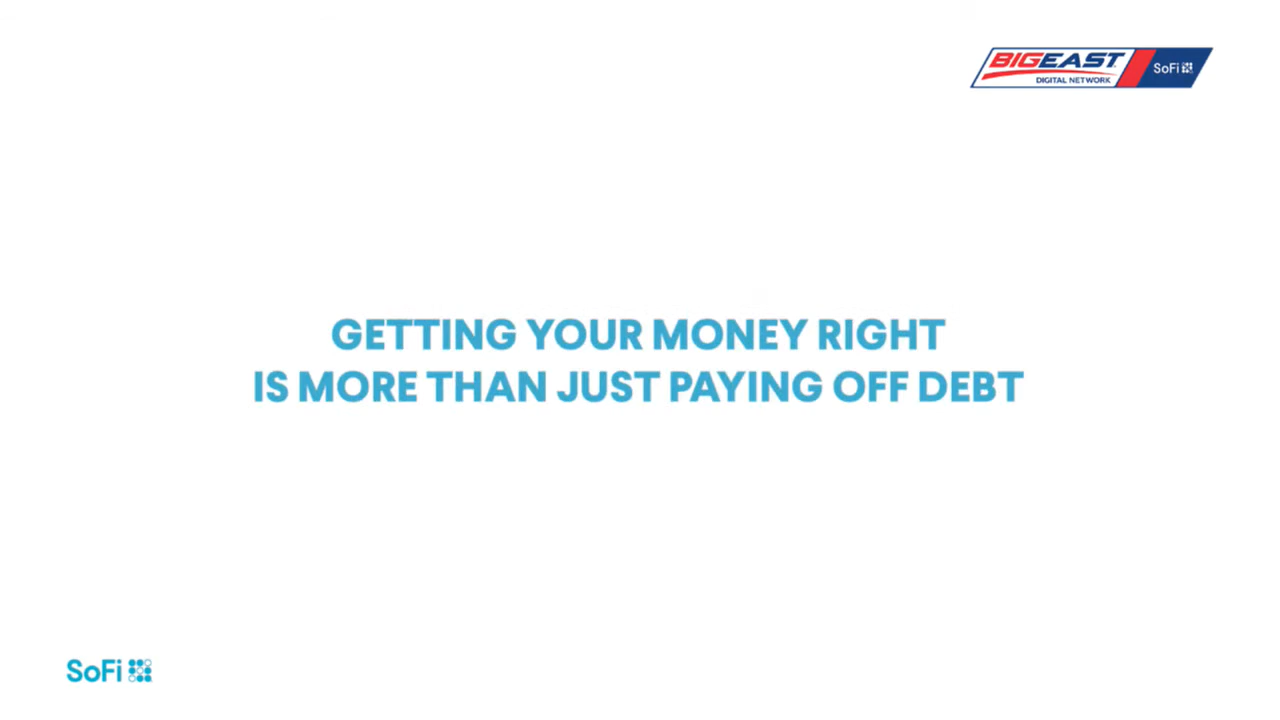 BIGEAST
DIGITAL NETWORK
SoFi
GETTING YOUR MONEY RIGHT
IS MORE THAN JUST PAYING OFF DEBT
SoFi